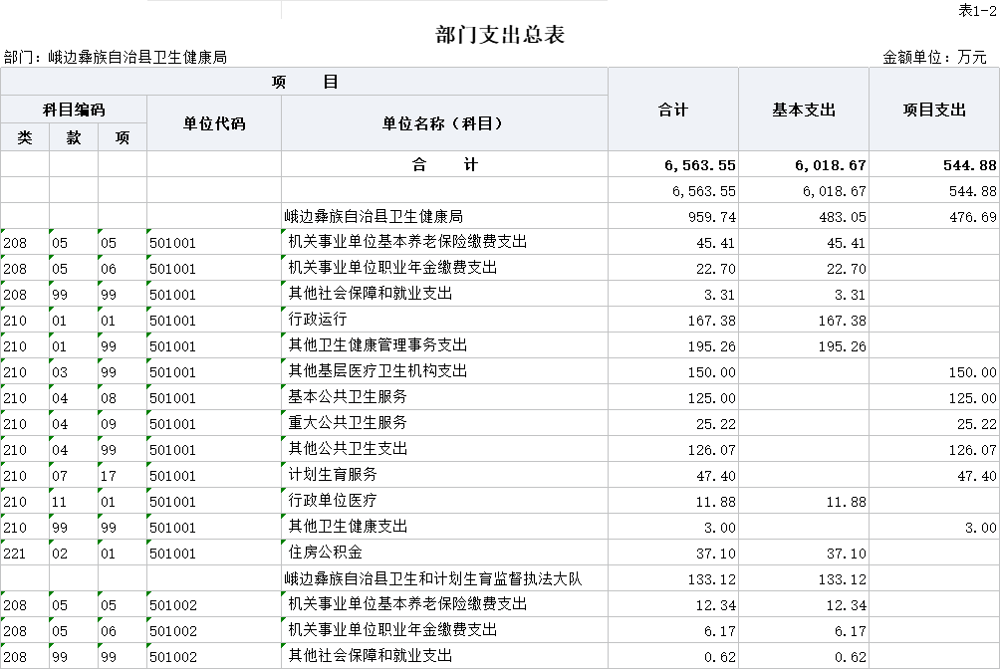 表1-2
部门支出总表
部门：峨边彝族自治县卫生健康局 金额单位：万元
项 目 合计 基本支出 项目支出
科目编码 单位代码 单位名称（科目）
类 款 项
合 计 6,563.55 6,018.67 544.88
6,563.55 6,018.67 544.88
峨边彝族自治县卫生健康局 959.74 483.05 476.69
208 05 05 501001 机关事业单位基本养老保险缴费支出 45.41 45.41
208 05 06 501001 机关事业单位职业年金缴费支出 22.70 22.70
208 99 99 501001 其他社会保障和就业支出 3.31 3.31
210 01 01 501001 行政运行 167.38 167.38
210 01 99 501001 其他卫生健康管理事务支出 195.26 195.26
210 03 99 501001 其他基层医疗卫生机构支出 150.00 150.00
210 04 08 501001 基本公共卫生服务 125.00 125.00
210 04 09 501001 重大公共卫生服务 25.22 25.22
210 04 99 501001 其他公共卫生支出 126.07 126.07
210 07 17 501001 计划生育服务 47.40 47.40
210 11 01 501001 行政单位医疗 11.88 11.88
210 99 99 501001 其他卫生健康支出 3.00 3.00
221 02 01 501001 住房公积金 37.10 37.10
峨边彝族自治县卫生和计划生育监督执法大队 133.12 133.12
208 05 05 501002 机关事业单位基本养老保险缴费支出 12.34 12.34
208 05 06 501002 机关事业单位职业年金缴费支出 6.17 6.17
208 99 99 501002 其他社会保障和就业支出 0.62 0.62